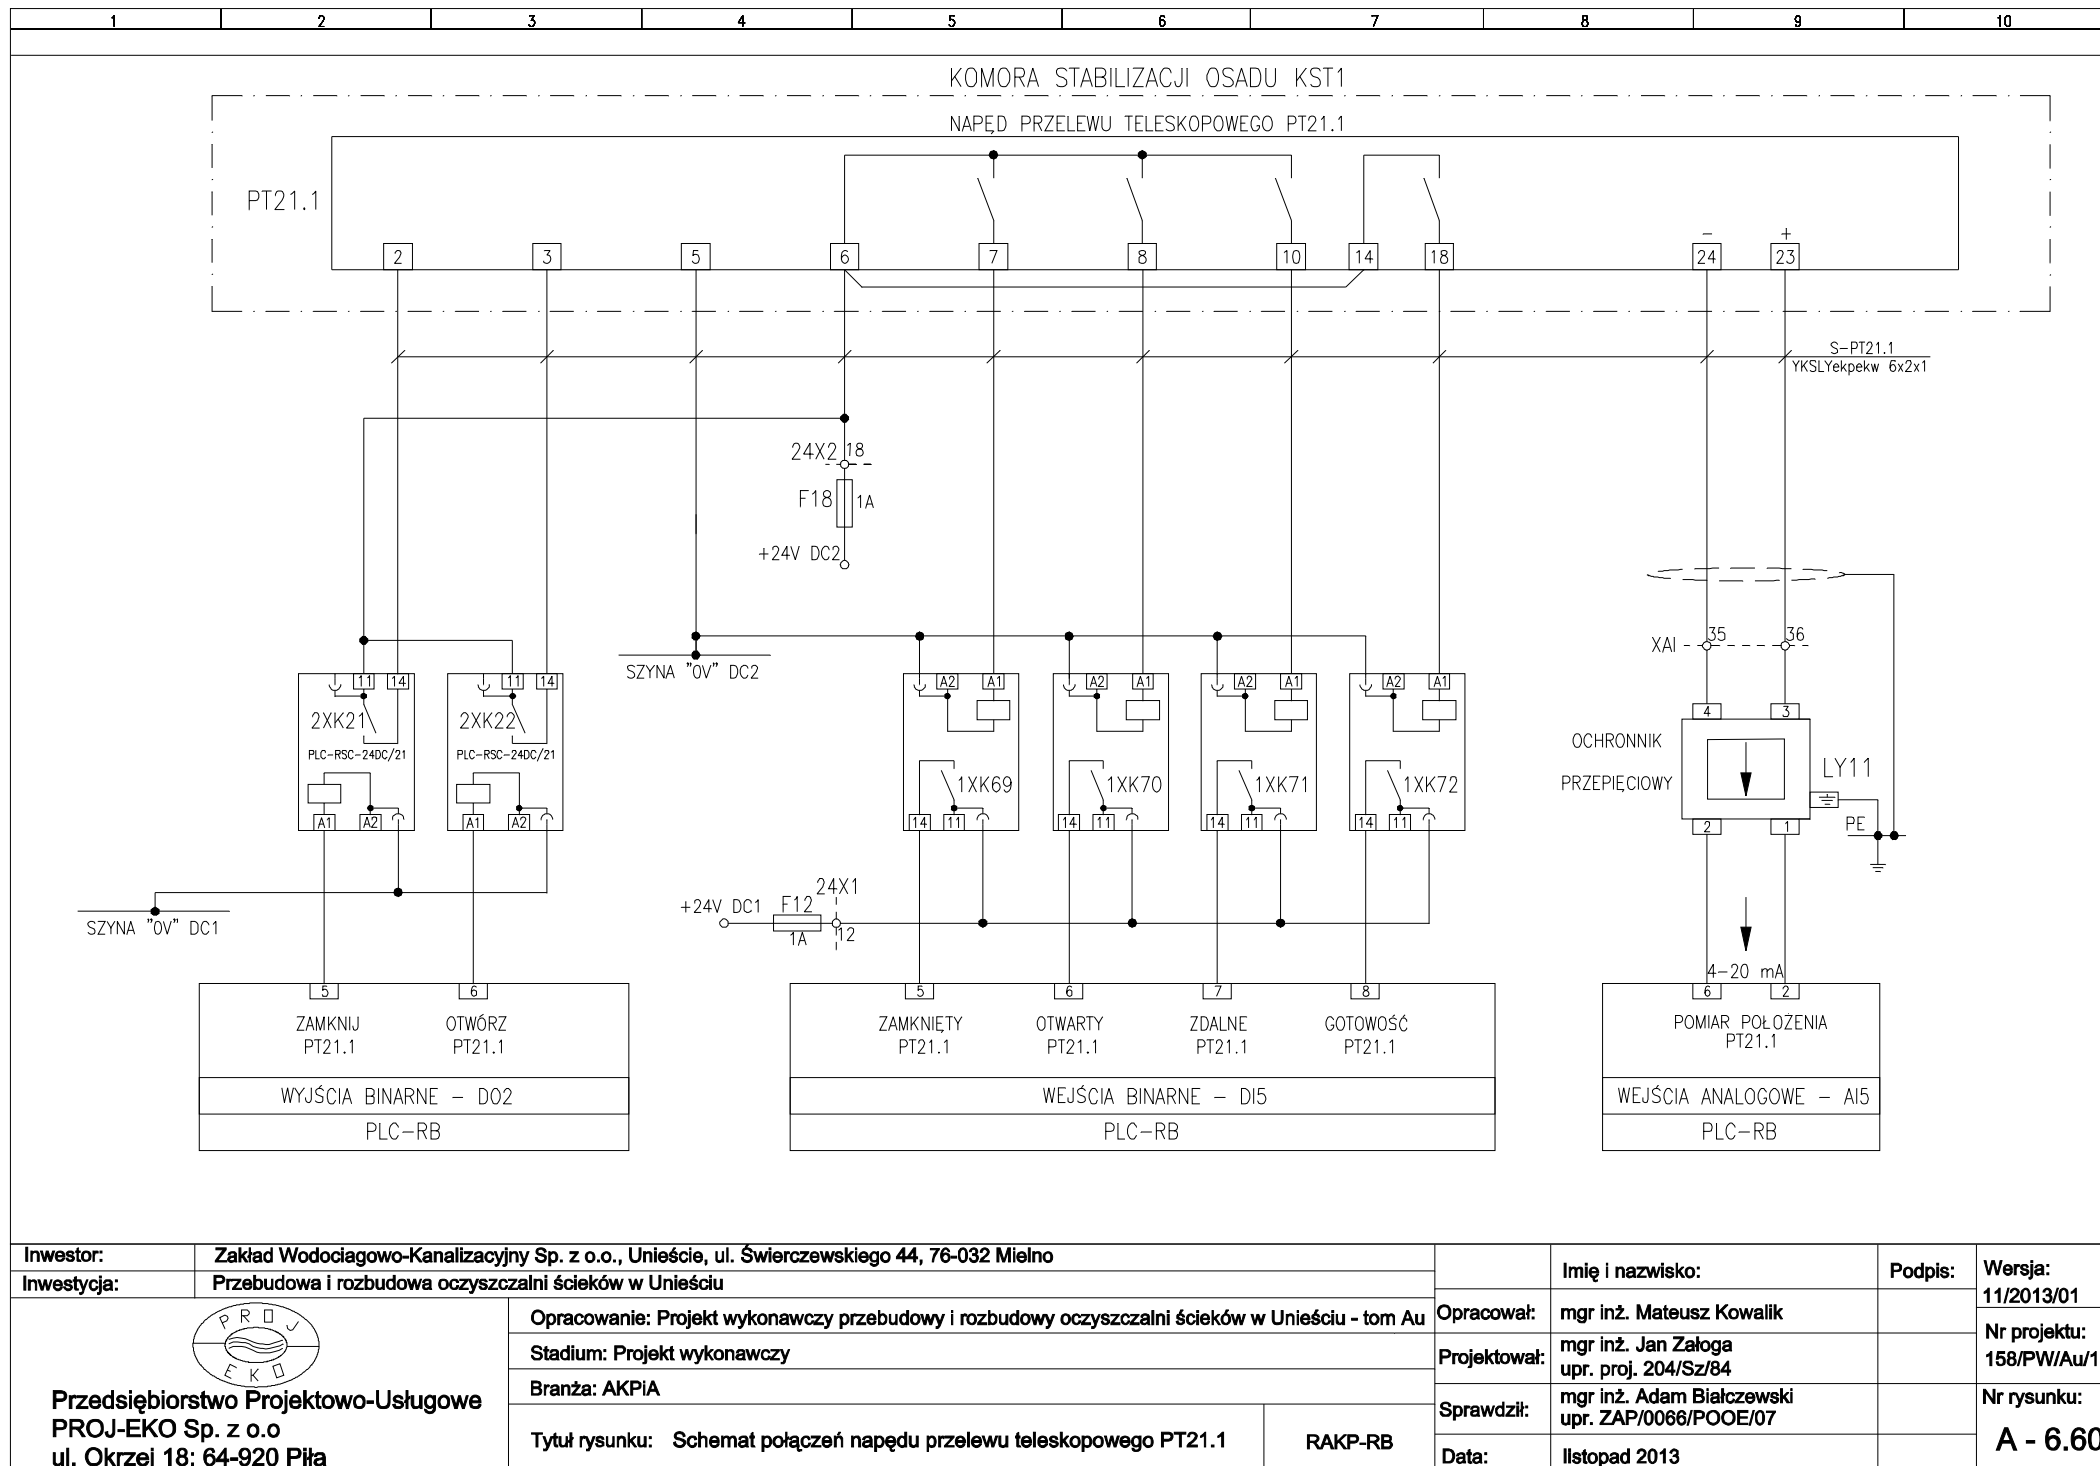 1 2 3 4 5 6 7 8 9 10
KOMORA STABILIZACJI OSADU KST1
NAPĘD PRZELEWU TELESKOPOWEGO PT21.1
PT21.1
- +
2 3 5 6 7 8 10 14 18 24 23
S-PT21.1
YKSLYekpekw 6x2x1
24X2 18
F18 1A
+24V DC2
XAI 35 36
SZYNA "0V" DC2
11 14 11 14 A2 A1 A2 A1 A2 A1 A2 A1
4 3
2XK21 2XK22
PLC-RSC-24DC/21 PLC-RSC-24DC/21
OCHRONNIK
PRZEPIĘCIOWY
LY11
1XK69 1XK70 1XK71 1XK72
A1 A2 A1 A2 14 11 14 11 14 11 14 11
2 1
PE
24X1
+24V DC1 F12
1A 12
SZYNA "0V" DC1
4-20 mA
5 6 5 6 7 8 6 2
ZAMKNIJ
PT21.1
OTWÓRZ
PT21.1
WYJŚCIA BINARNE - DO2
PLC-RB
ZAMKNIĘTY
PT21.1
OTWARTY
PT21.1
ZDALNE
PT21.1
GOTOWOŚĆ
PT21.1
WEJŚCIA BINARNE - DI5
PLC-RB
POMIAR POŁOŻENIA
PT21.1
WEJŚCIA ANALOGOWE - AI5
PLC-RB
Inwestor: Zakład Wodociagowo-Kanalizacyjny Sp. z o.o., Unieście, ul. Świerczewskiego 44, 76-032 Mielno
Inwestycja: Przebudowa i rozbudowa oczyszczalni ścieków w Unieściu
PROJ
EKO
Przedsiębiorstwo Projektowo-Usługowe
PROJ-EKO Sp. z o.o
ul. Okrzei 18; 64-920 Piła
Opracowanie: Projekt wykonawczy przebudowy i rozbudowy oczyszczalni ścieków w Unieściu - tom Au
Stadium: Projekt wykonawczy
Branża: AKPiA
Tytuł rysunku: Schemat połączeń napędu przelewu teleskopowego PT21.1
RAKP-RB
Imię i nazwisko: Podpis:
Opracował: mgr inż. Mateusz Kowalik
Projektował: mgr inż. Jan Załoga
upr. proj. 204/Sz/84
Sprawdził: mgr inż. Adam Białczewski
upr. ZAP/0066/POOE/07
Data: listopad 2013
Wersja:
11/2013/01
Nr projektu:
158/PW/Au/1
Nr rysunku:
A - 6.60